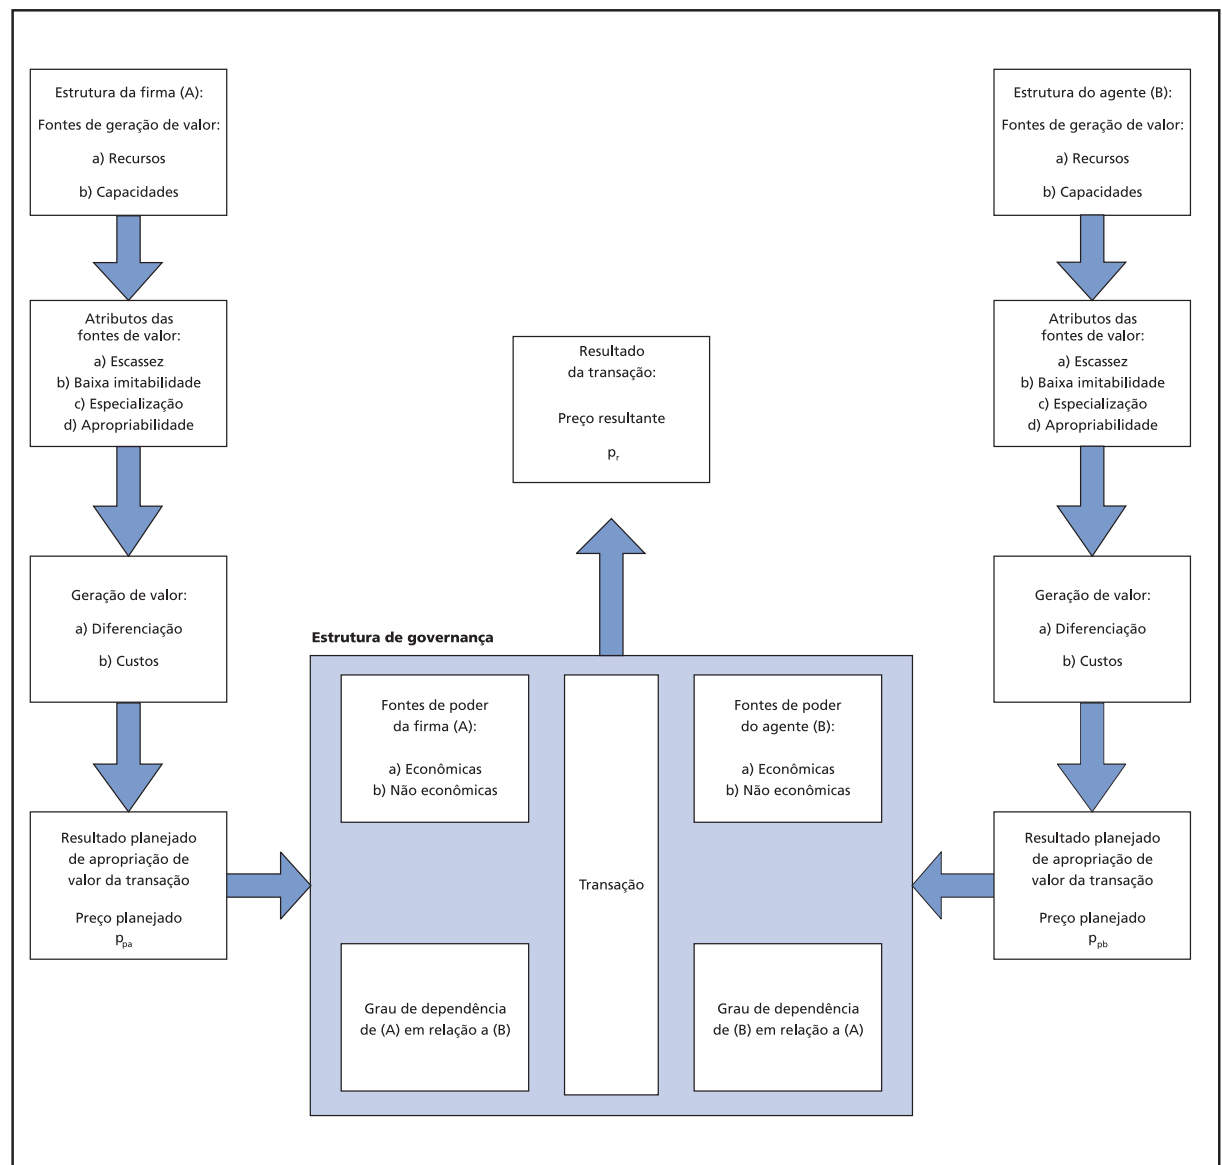 Estrutura da firma (A):
Fontes de geração de valor:
a) Recursos
b) Capacidades
Atributos das
fontes de valor:
a) Escassez
b) Baixa imitabilidade
c) Especialização
d) Apropriabilidade
Geração de valor:
a) Diferenciação
b) Custos
Resultado planejado
de apropriação de
valor da transação
Preço planejado
p_pa
Resultado
da transação:
Preço resultante
p_r
Estrutura de governança
Fontes de poder
da firma (A):
a) Econômicas
b) Não econômicas
Grau de dependência
de (A) em relação a (B)
Transação
Fontes de poder
do agente (B):
a) Econômicas
b) Não econômicas
Grau de dependência
de (B) em relação a (A)
Estrutura do agente (B):
Fontes de geração de valor:
a) Recursos
b) Capacidades
Atributos das
fontes de valor:
a) Escassez
b) Baixa imitabilidade
c) Especialização
d) Apropriabilidade
Geração de valor:
a) Diferenciação
b) Custos
Resultado planejado
de apropriação de
valor da transação
Preço planejado
p_pb